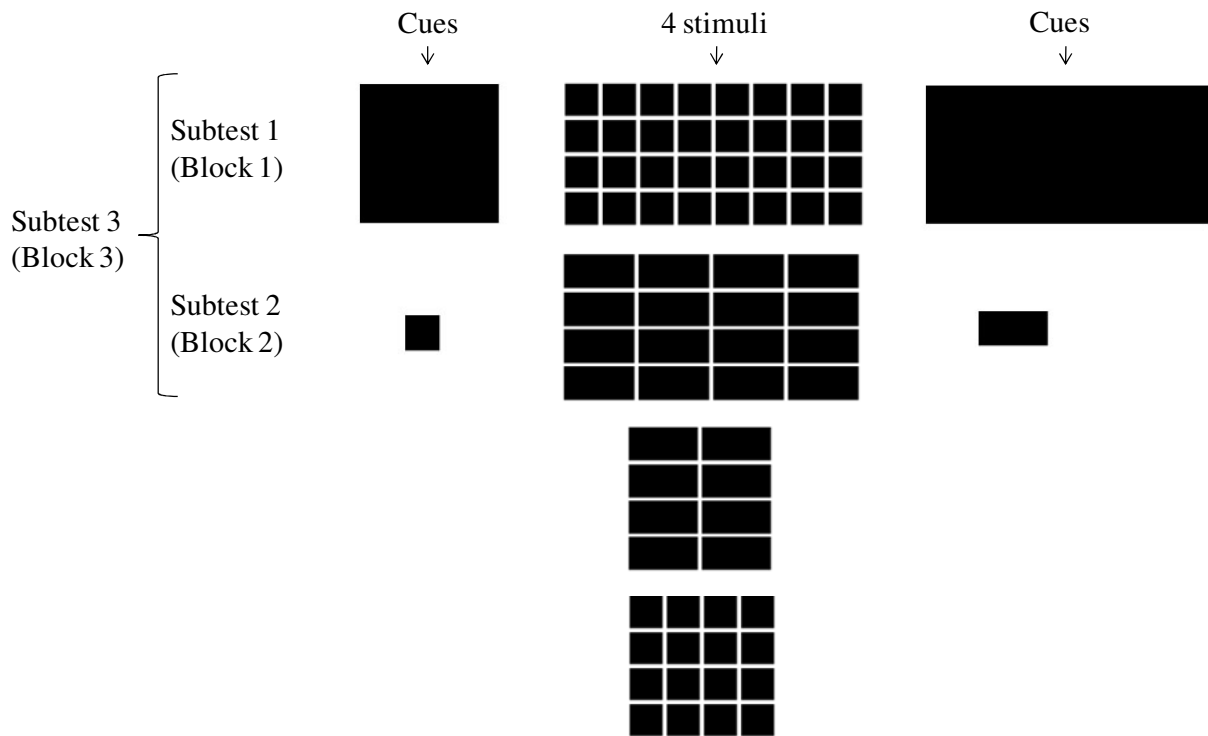 Cues
4 stimuli
Cues
Subtest 1
(Block 1)
Subtest 3
(Block 3)
Subtest 2
(Block 2)